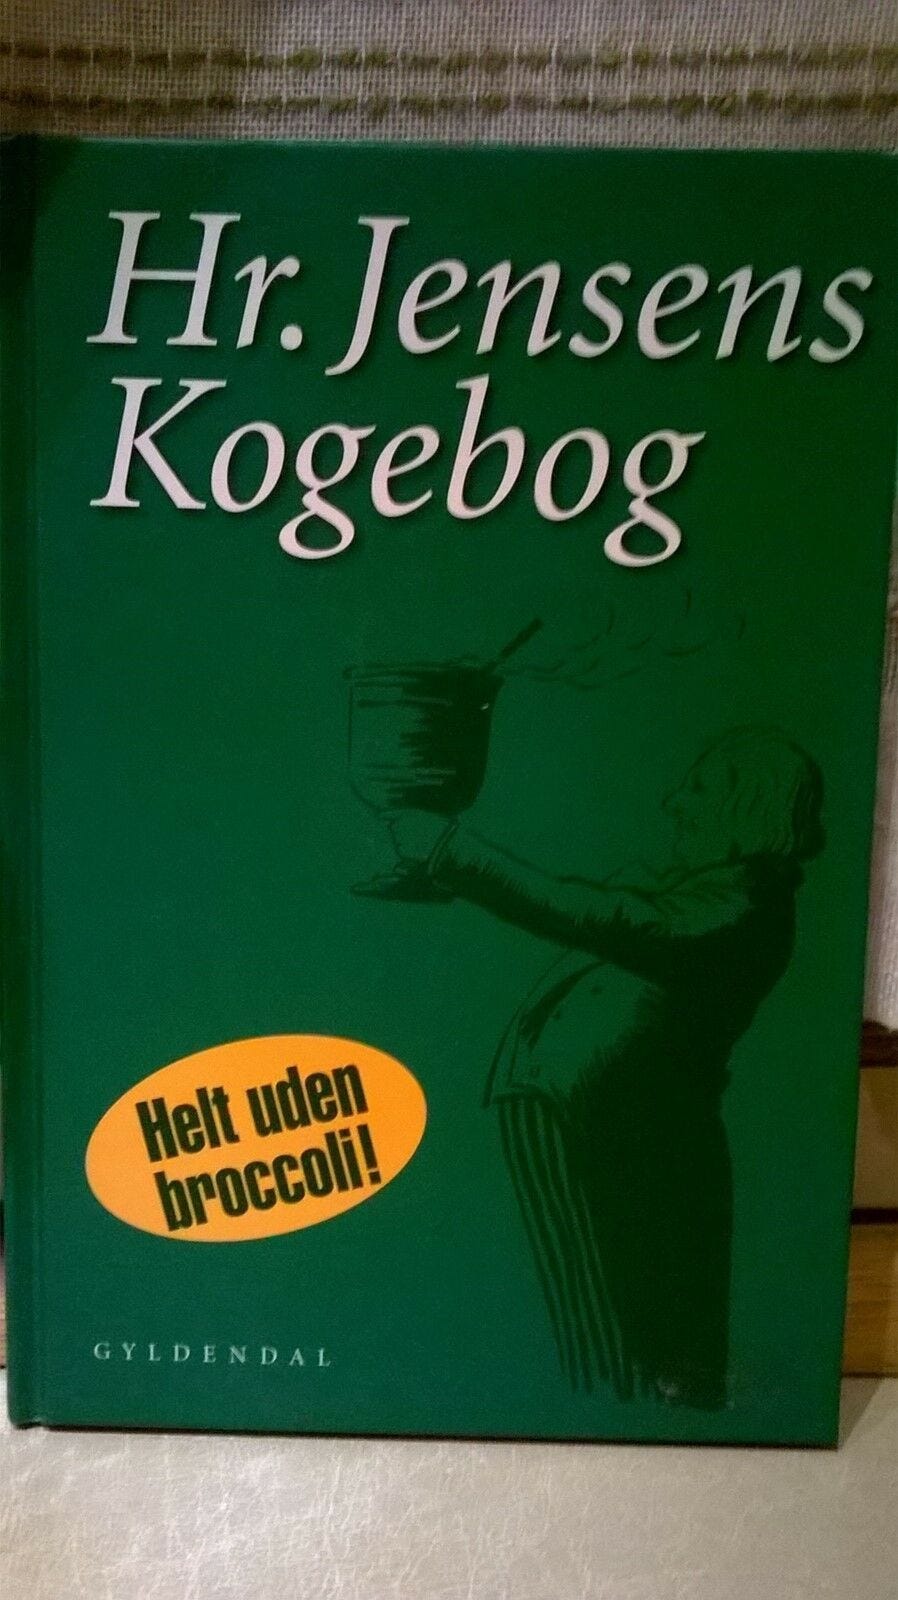 Hr. Jensens
Kogebog
Helt uden
broccoli!
GYLDENDAL